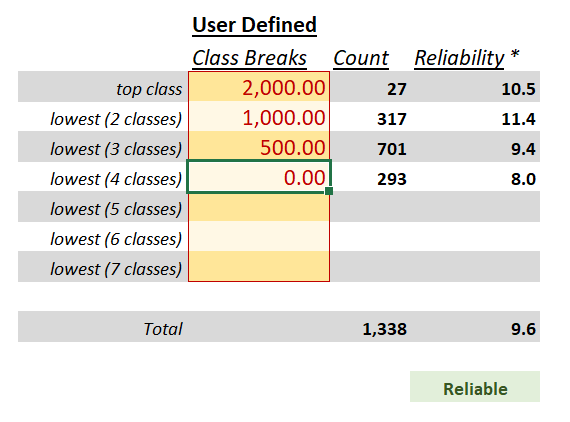 User Defined
Class Breaks Count Reliability *
top class 2,000.00 27 10.5
lowest (2 classes) 1,000.00 317 11.4
lowest (3 classes) 500.00 701 9.4
lowest (4 classes) 0.00 293 8.0
lowest (5 classes)
lowest (6 classes)
lowest (7 classes)
Total 1,338 9.6
Reliable